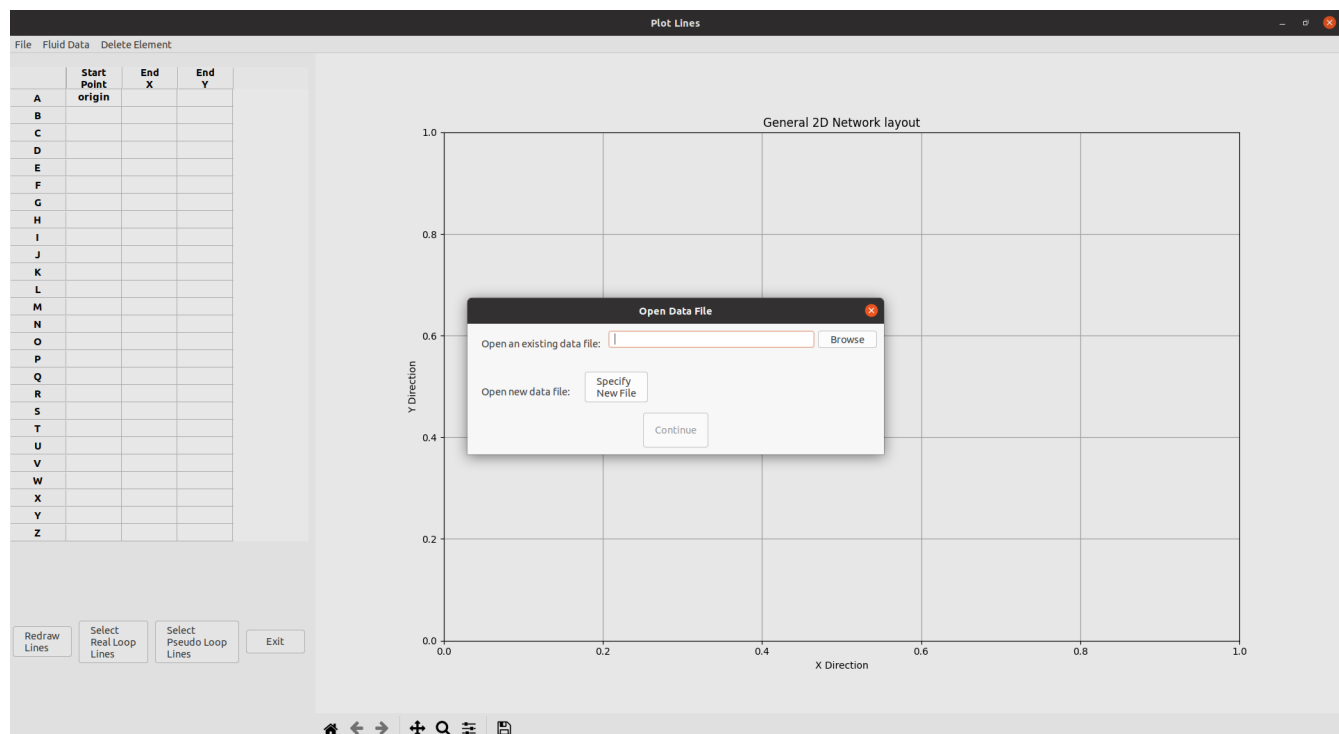 Plot Lines
File Fluid Data Delete Element
Start Point End X End Y
A origin
B
C
D
E
F
G
H
I
J
K
L
M
N
O
P
Q
R
S
T
U
V
W
X
Y
Z
Redraw Lines
Select Real Loop Lines
Select Pseudo Loop Lines
Exit
General 2D Network layout
1.0
0.8
0.6
0.4
0.2
0.0
Y Direction
0.0 0.2 0.4 0.6 0.8 1.0
X Direction
Open Data File
Open an existing data file: Browse
Open new data file: Specify New File
Continue